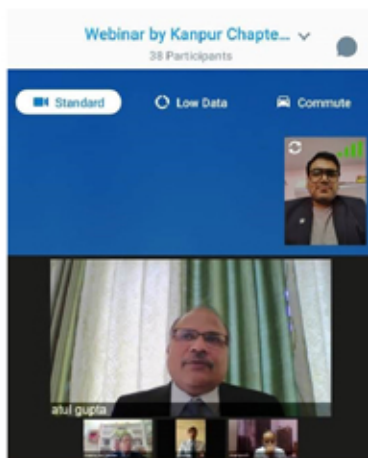 Webinar by Kanpur Chapte...
38 Participants
Standard
Low Data
Commute
atul gupta